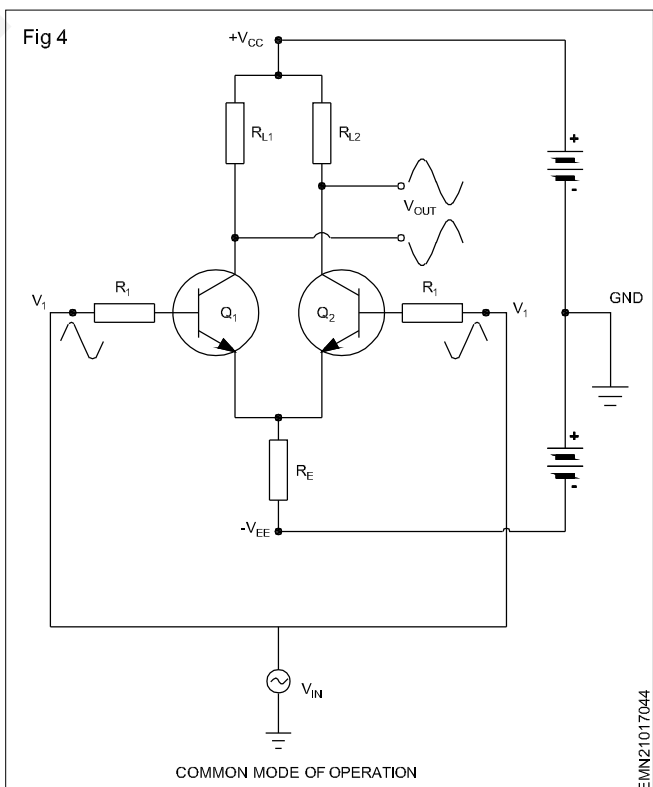 Fig 4
+VCC
RL1
RL2
+
-
VOUT
V1
R1
Q1
Q2
R1
V1
GND
+
-
RE
-VEE
VIN
COMMON MODE OF OPERATION
EMN21017044